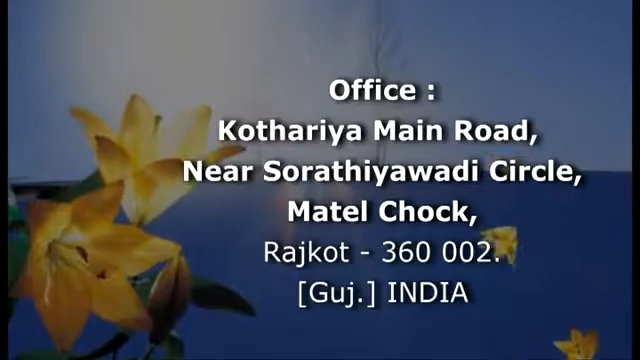 Office :
Kothariya Main Road,
Near Sorathiyawadi Circle,
Matel Chock,
Rajkot - 360 002.
[Guj.] INDIA